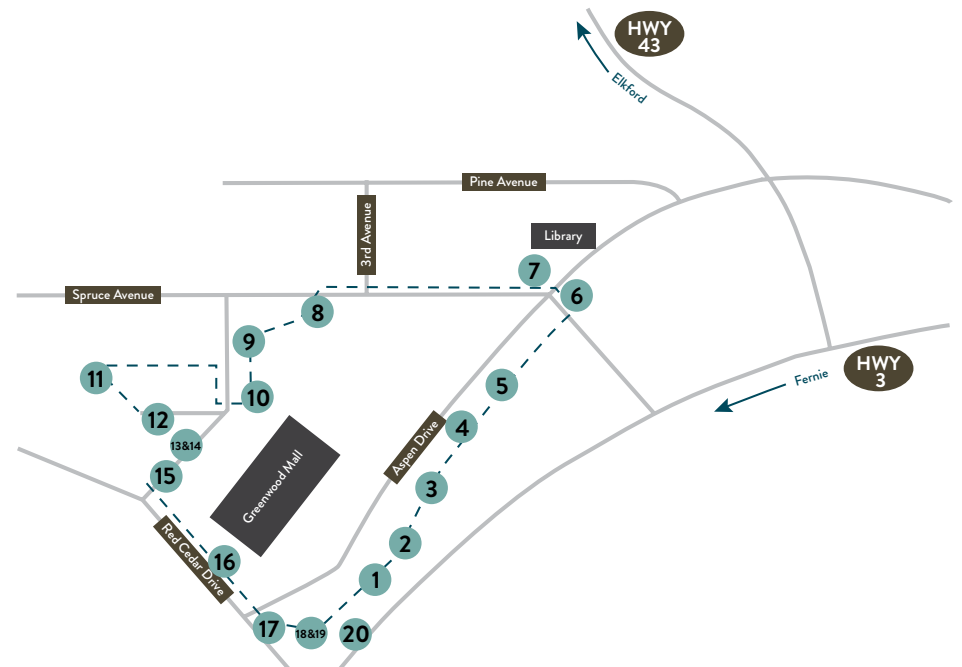 HWY
43
Elkford
Pine Avenue
3rd Avenue
Library
7
6
Spruce Avenue
8
9
HWY
3
Fernie
11
5
10
12
4
Aspen Drive
13&14
15
3
Greenwood Mall
2
16
Red Cedar Drive
1
17
18&19
20